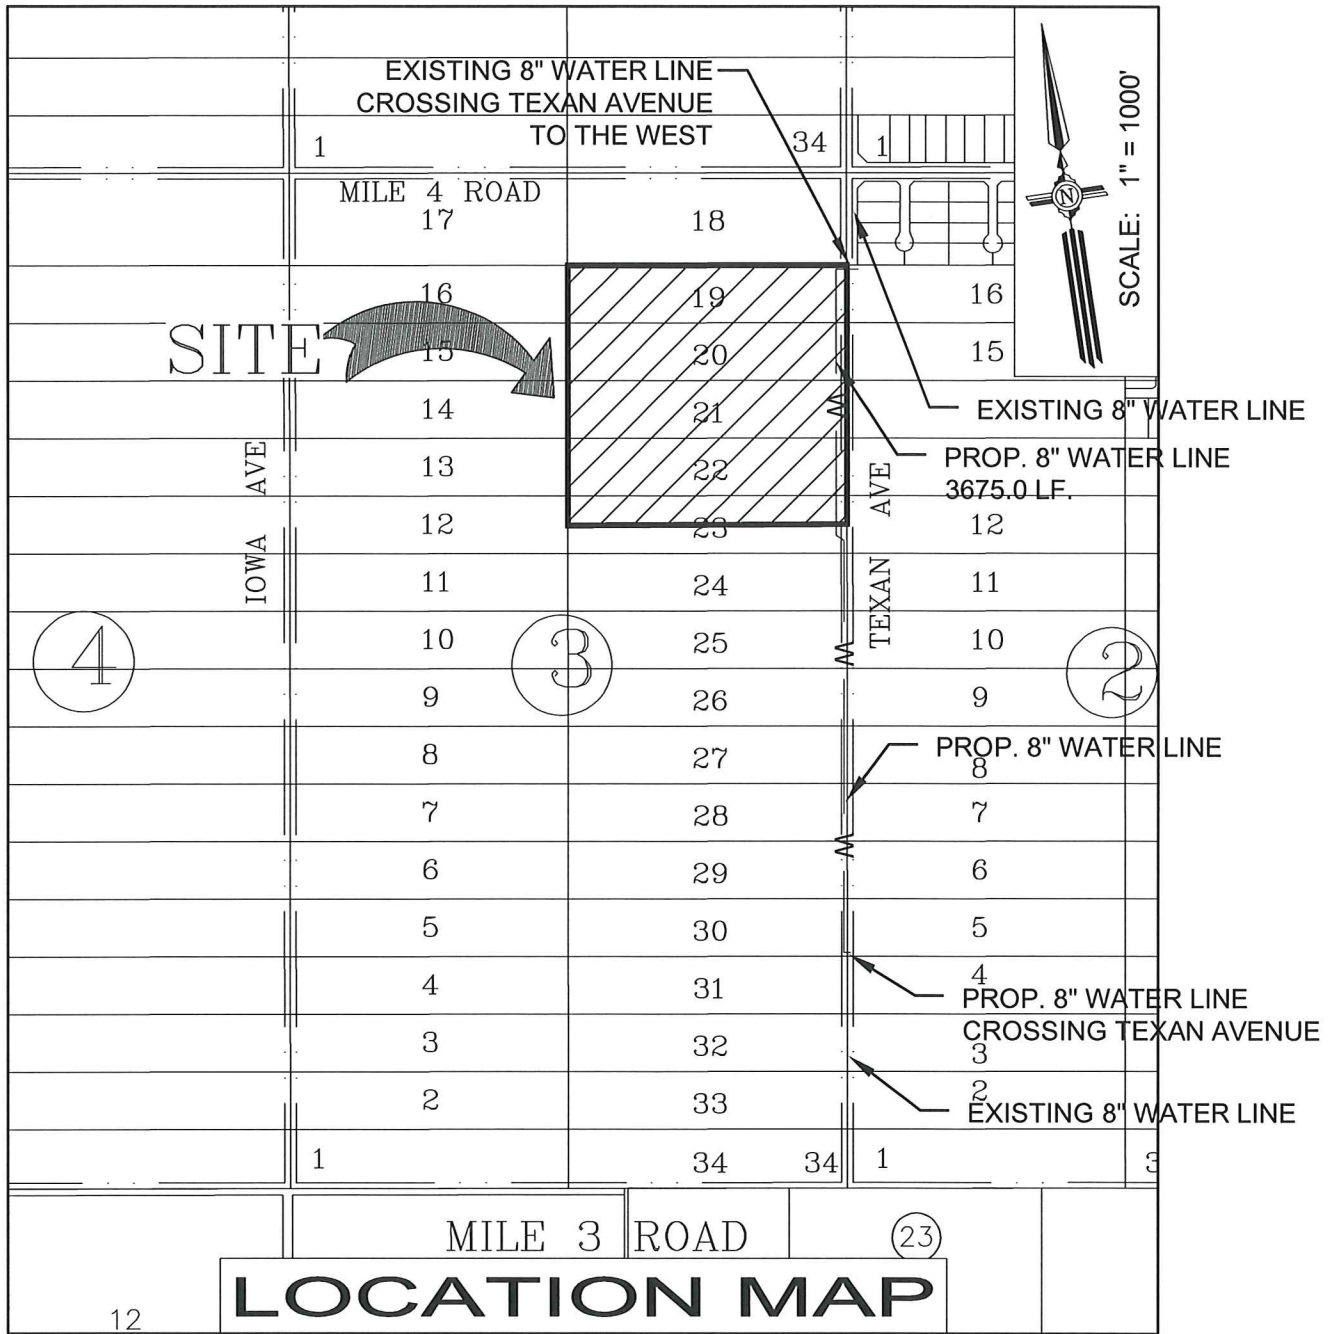 EXISTING 8" WATER LINE
CROSSING TEXAN AVENUE
TO THE WEST
1
34
1
MILE 4 ROAD
17
18
N
SCALE: 1" = 1000'
16
19
16
SITE
15
20
15
14
21
EXISTING 8" WATER LINE
13
22
PROP. 8" WATER LINE
3675.0 LF.
IOWA AVE
TEXAN AVE
12
23
12
11
24
11
4
3
2
10
25
10
W
9
26
9
8
27
PROP. 8" WATER LINE
8
7
28
7
W
6
29
6
5
30
5
4
31
4
PROP. 8" WATER LINE
CROSSING TEXAN AVENUE
3
32
3
2
33
2
EXISTING 8" WATER LINE
1
34
34
1
MILE 3 ROAD
23
LOCATION MAP
12
W